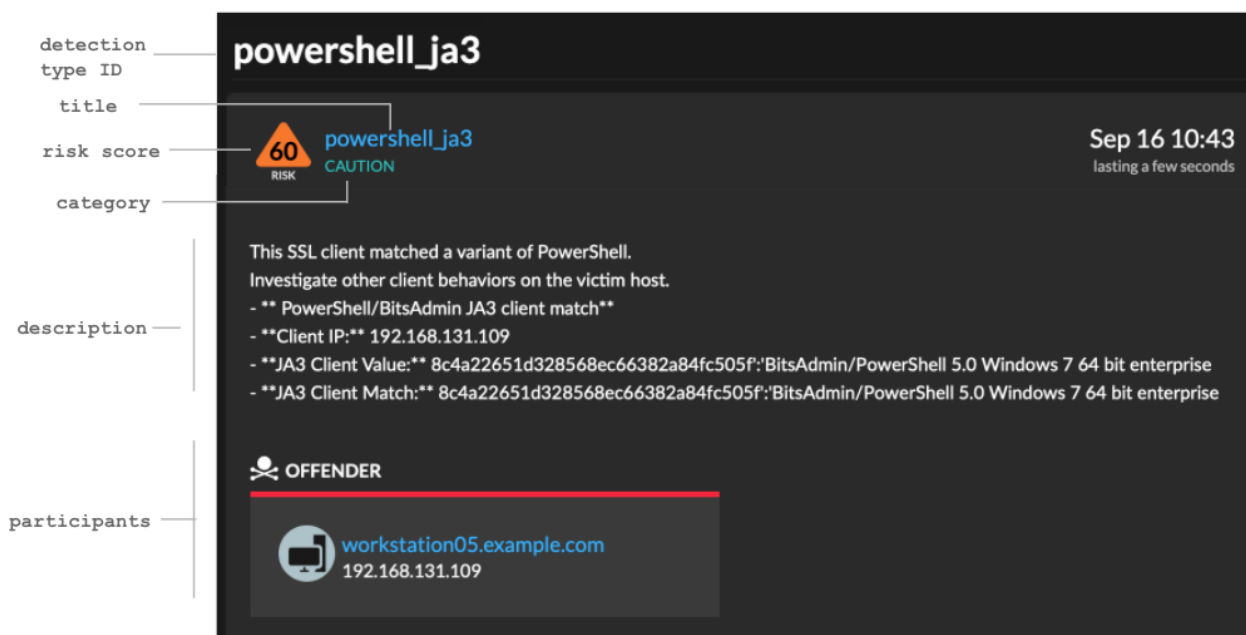 detection
type ID
powershell_ja3
title
risk score
60
RISK
powershell_ja3
CAUTION
Sep 16 10:43
lasting a few seconds
category
description
This SSL client matched a variant of PowerShell.
Investigate other client behaviors on the victim host.
- ** PowerShell/BitsAdmin JA3 client match**
- **Client IP:** 192.168.131.109
- **JA3 Client Value:** 8c4a22651d328568ec66382a84fc505f':'BitsAdmin/PowerShell 5.0 Windows 7 64 bit enterprise
- **JA3 Client Match:** 8c4a22651d328568ec66382a84fc505f':'BitsAdmin/PowerShell 5.0 Windows 7 64 bit enterprise
participants
OFFENDER
workstation05.example.com
192.168.131.109